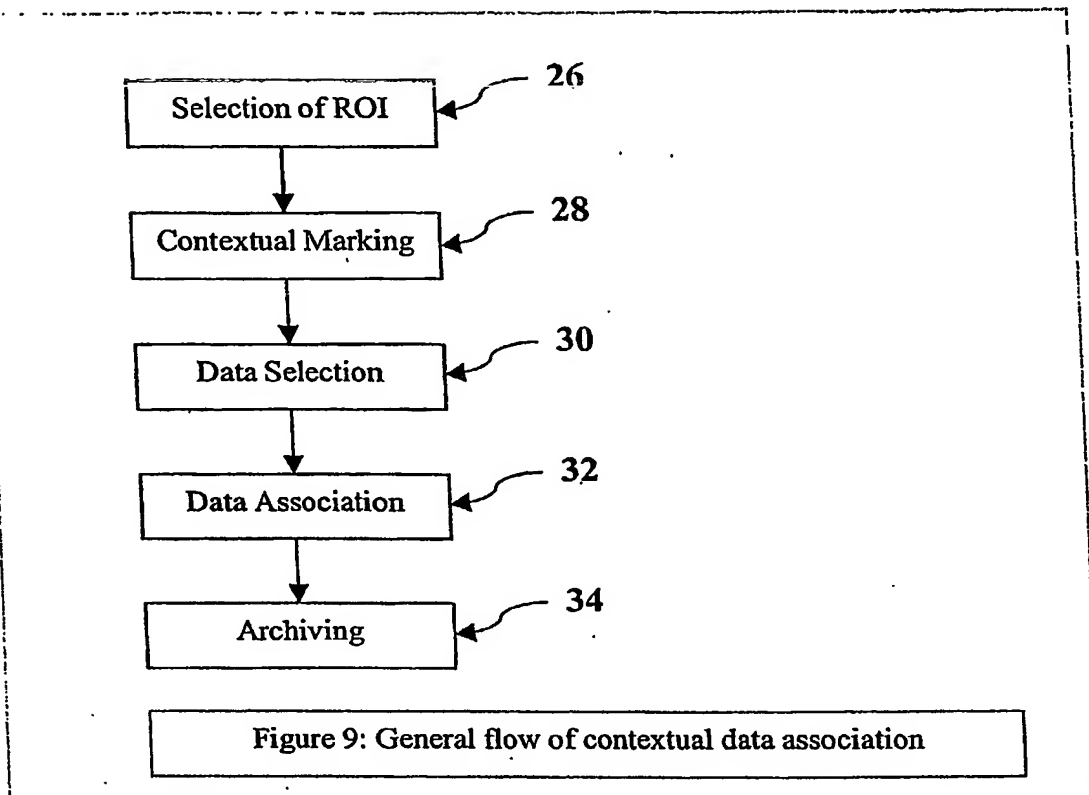 26
Selection of ROI
28
Contextual Marking
30
Data Selection
32
Data Association
34
Archiving
Figure 9: General flow of contextual data association